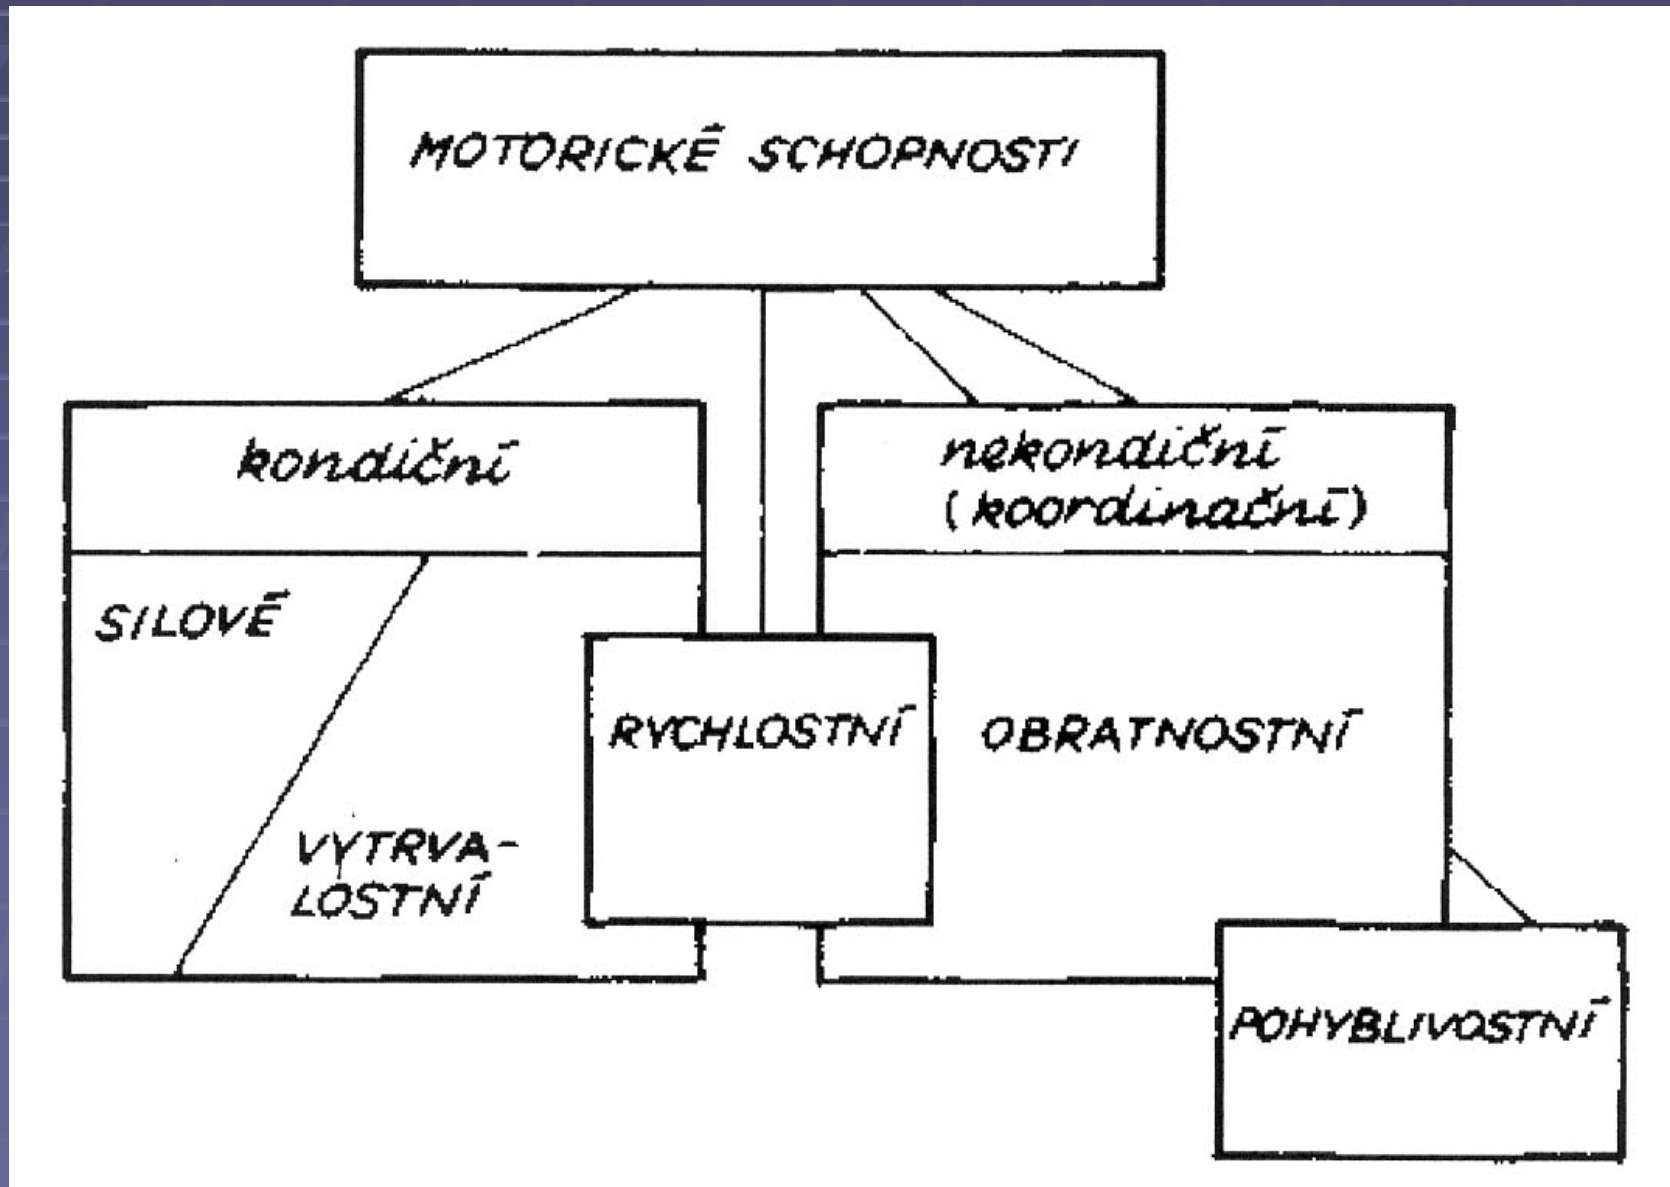 MOTORICKÉ SCHOPNOSTI
kondiční
nekondiční
(koordinační)
SILOVÉ
VYTRVA-
LOSTNÍ
RYCHLOSTNÍ
OBRATNOSTNÍ
POHYBLIVOSTNÍ